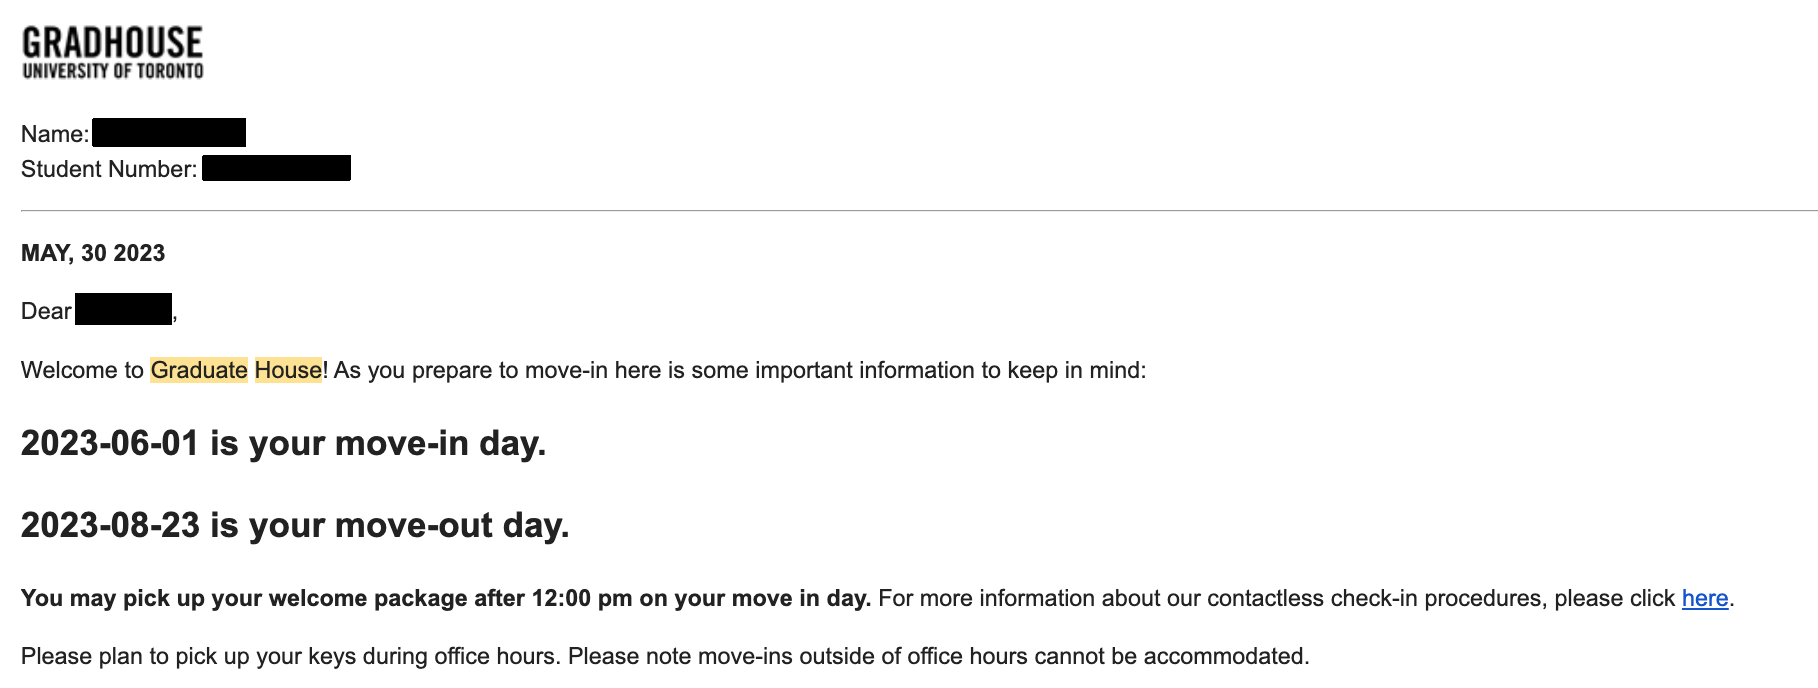 GRADHOUSE
UNIVERSITY OF TORONTO
Name:
Student Number:
MAY, 30 2023
Dear ,
Welcome to Graduate House! As you prepare to move-in here is some important information to keep in mind:
2023-06-01 is your move-in day.
2023-08-23 is your move-out day.
You may pick up your welcome package after 12:00 pm on your move in day. For more information about our contactless check-in procedures, please click here.
Please plan to pick up your keys during office hours. Please note move-ins outside of office hours cannot be accommodated.